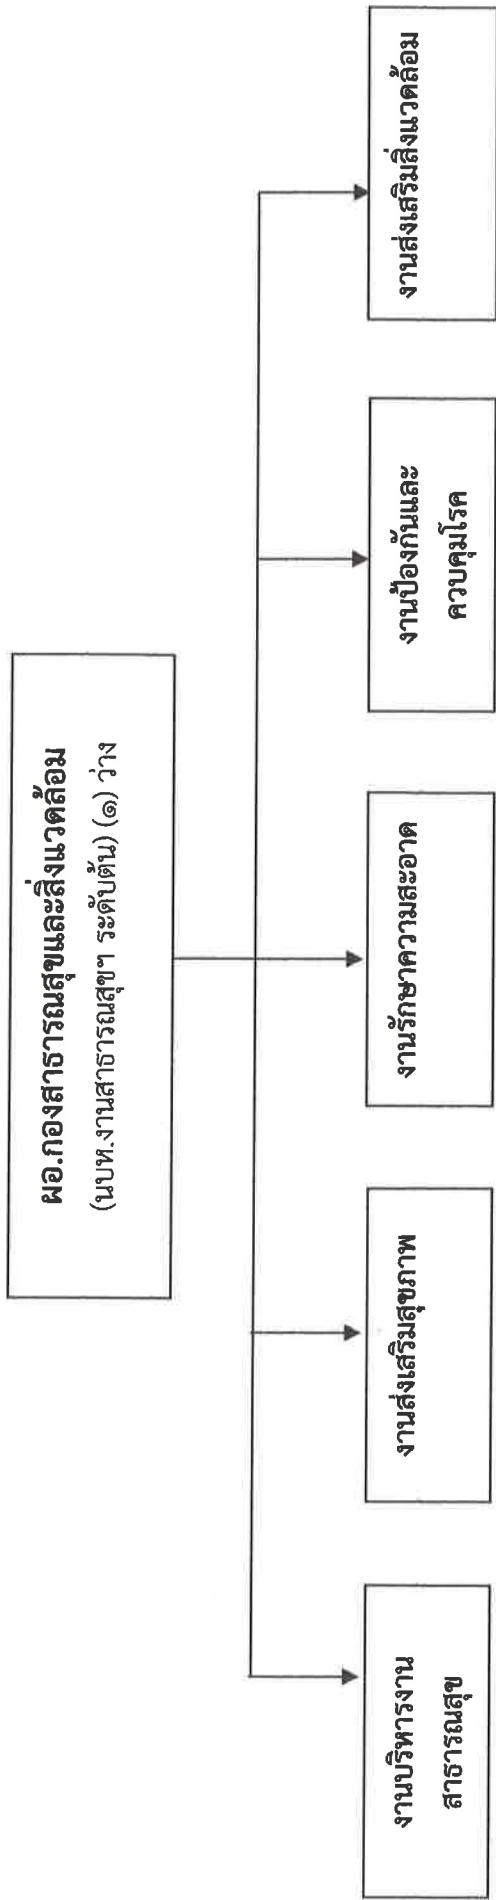 ผอ.กองสาธารณสุขและสิ่งแวดล้อม
(นบห.งานสาธารณสุขฯ ระดับต้น) (๑) ว่าง
งานบริหารงาน
สาธารณสุข
งานส่งเสริมสุขภาพ
งานรักษาความสะอาด
งานป้องกันและ
ควบคุมโรค
งานส่งเสริมสิ่งแวดล้อม